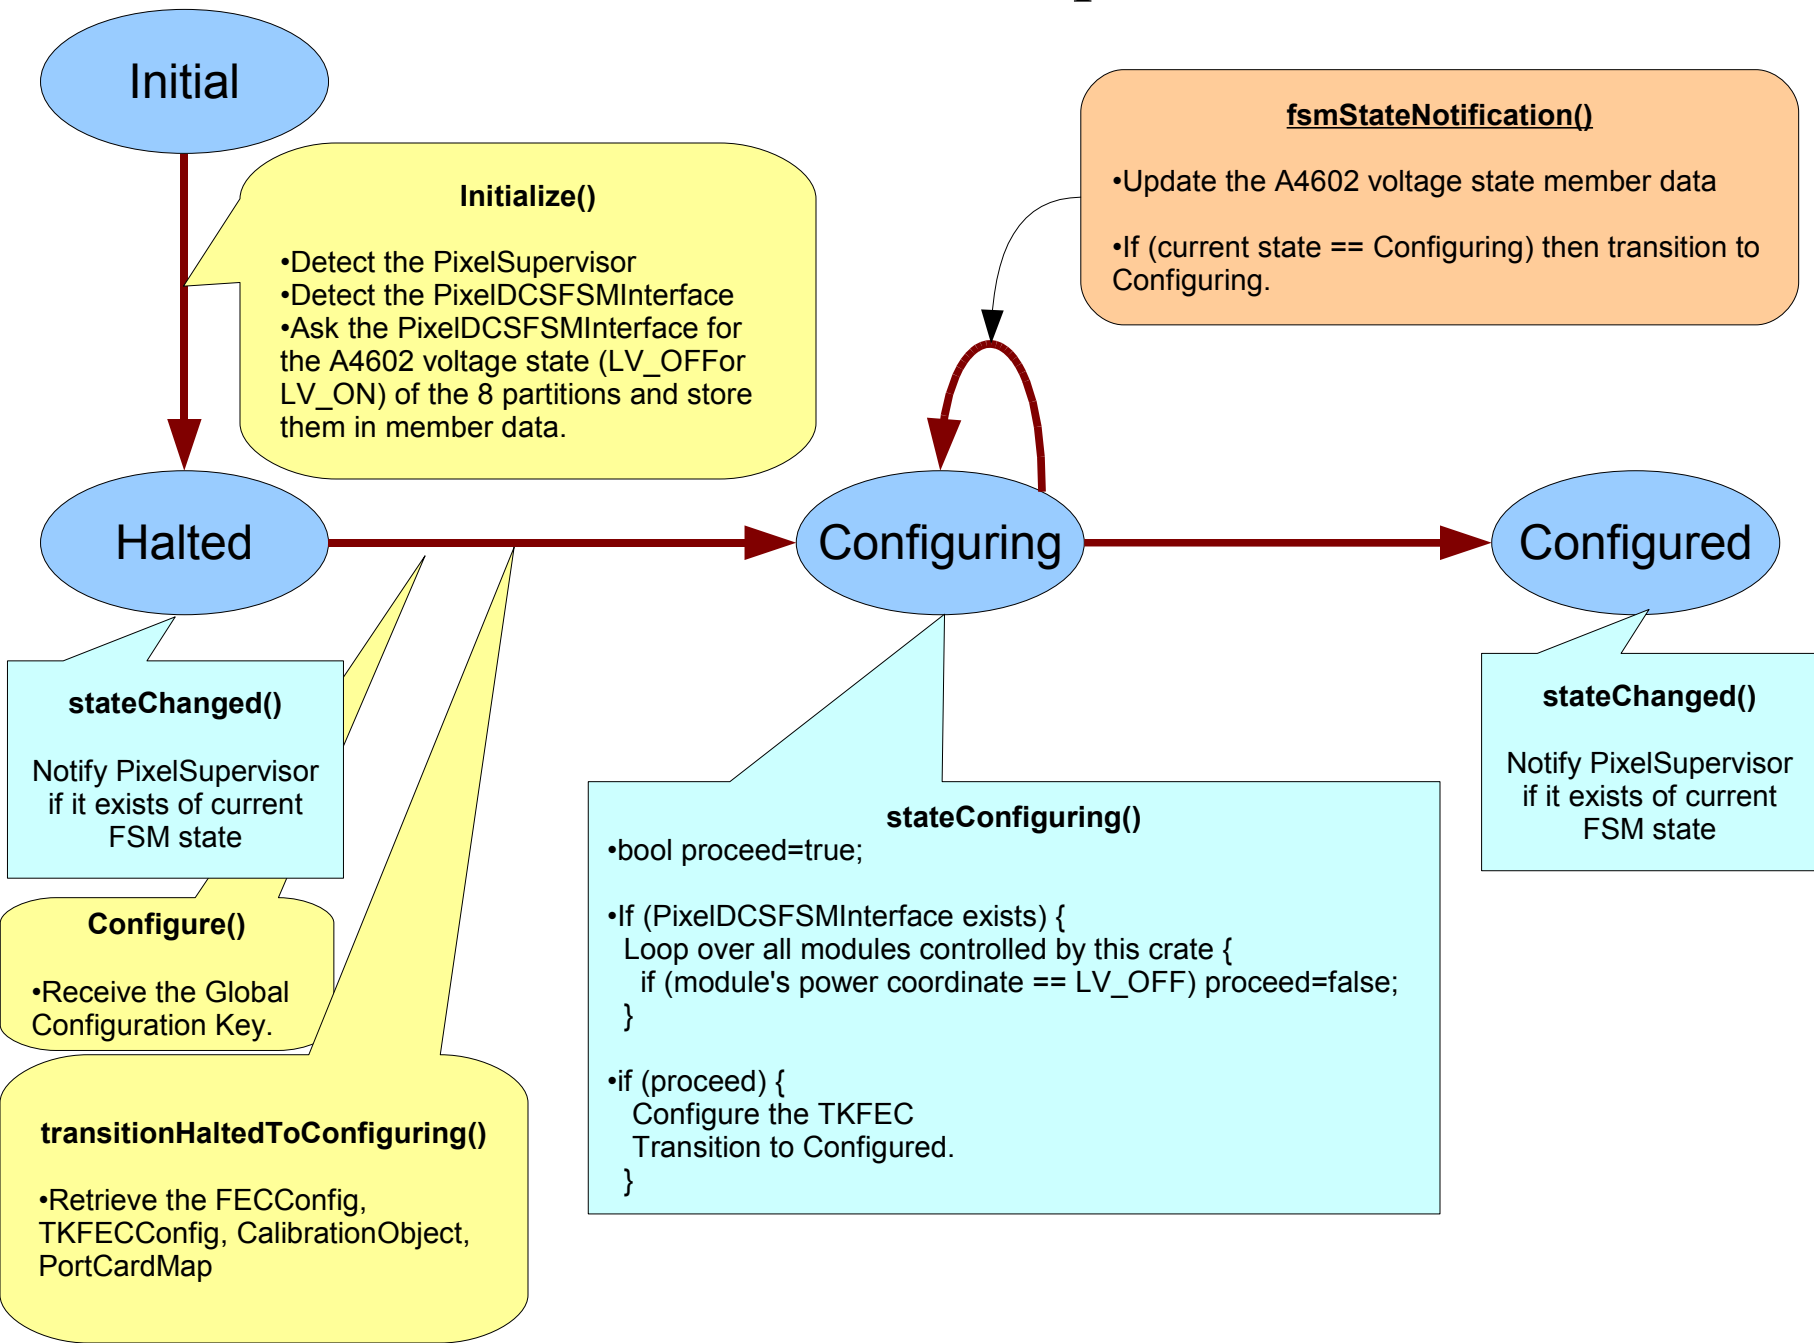 Initial
fsmStateNotification()
•Update the A4602 voltage state member data
•If (current state == Configuring) then transition to
Configuring.
Initialize()
•Detect the PixelSupervisor
•Detect the PixelDCSFSMInterface
•Ask the PixelDCSFSMInterface for
the A4602 voltage state (LV_OFFor
LV_ON) of the 8 partitions and store
them in member data.
Halted
Configuring
Configured
stateChanged()
Notify PixelSupervisor
if it exists of current
FSM state
stateConfiguring()
•bool proceed=true;
•If (PixelDCSFSMInterface exists) {
Loop over all modules controlled by this crate {
if (module's power coordinate == LV_OFF) proceed=false;
}
•if (proceed) {
Configure the TKFEC
Transition to Configured.
}
stateChanged()
Notify PixelSupervisor
if it exists of current
FSM state
Configure()
•Receive the Global
Configuration Key.
transitionHaltedToConfiguring()
•Retrieve the FECConfig,
TKFECConfig, CalibrationObject,
PortCardMap